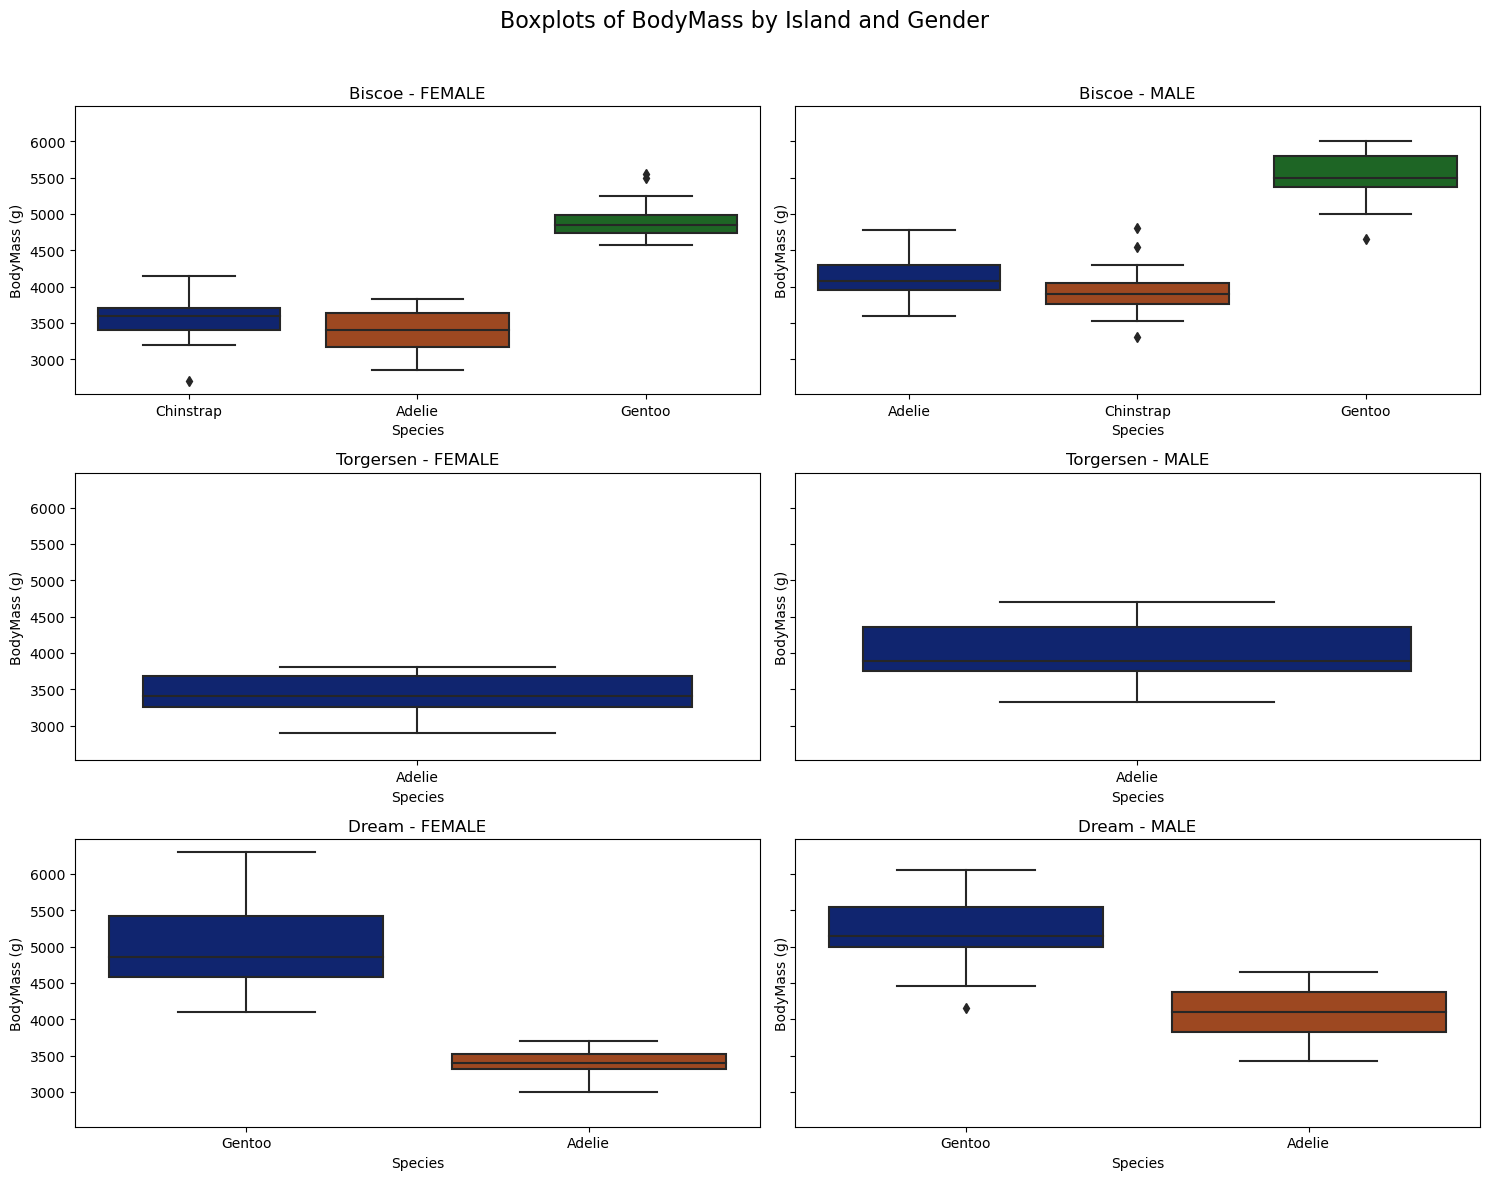 Boxplots of BodyMass by Island and Gender
Biscoe - FEMALE
BodyMass (g)
6000
5500
5000
4500
4000
3500
3000
Chinstrap Adelie Gentoo
Species
Biscoe - MALE
BodyMass (g)
Adelie Chinstrap Gentoo
Species
Torgersen - FEMALE
BodyMass (g)
6000
5500
5000
4500
4000
3500
3000
Adelie
Species
Torgersen - MALE
BodyMass (g)
Adelie
Species
Dream - FEMALE
BodyMass (g)
6000
5500
5000
4500
4000
3500
3000
Gentoo Adelie
Species
Dream - MALE
BodyMass (g)
Gentoo Adelie
Species